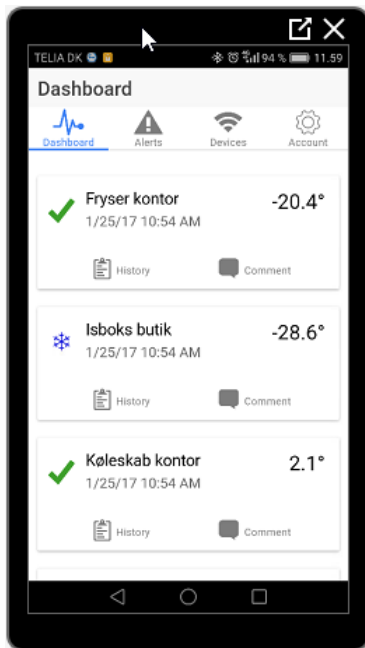 TELIA DK 94 % 11.59
Dashboard
Dashboard Alerts Devices Account
Fryser kontor -20.4°
1/25/17 10:54 AM
History Comment
Isboks butik -28.6°
1/25/17 10:54 AM
History Comment
Køleskab kontor 2.1°
1/25/17 10:54 AM
History Comment